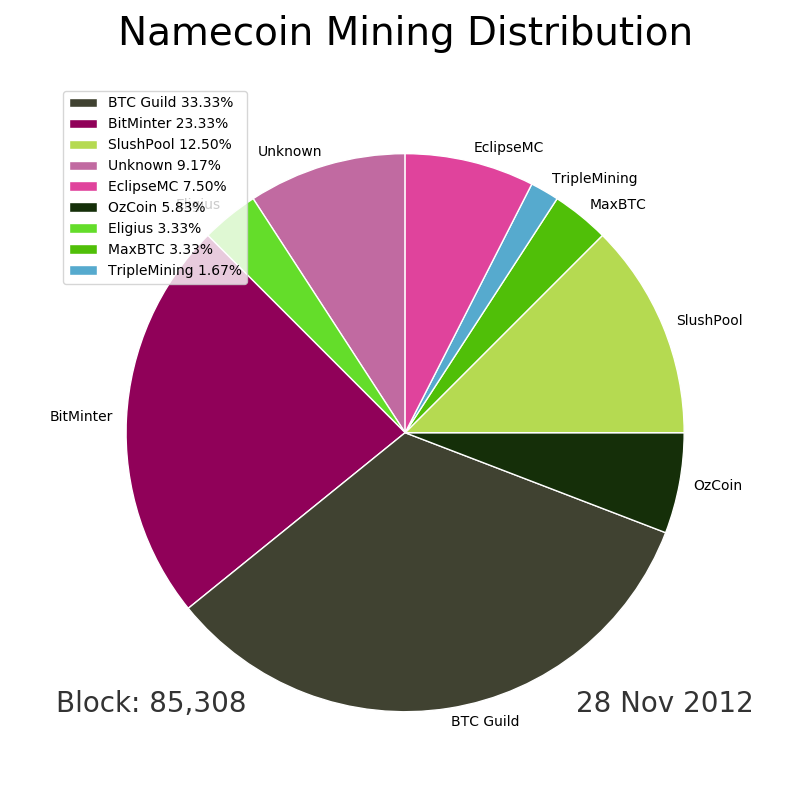 Namecoin Mining Distribution
BTC Guild 33.33%
BitMinter 23.33%
SlushPool 12.50%
Unknown 9.17%
EclipseMC 7.50%
OzCoin 5.83%
Eligius 3.33%
MaxBTC 3.33%
TripleMining 1.67%
Unknown
EclipseMC
TripleMining
MaxBTC
Eligius
SlushPool
BitMinter
OzCoin
BTC Guild
Block: 85,308
28 Nov 2012